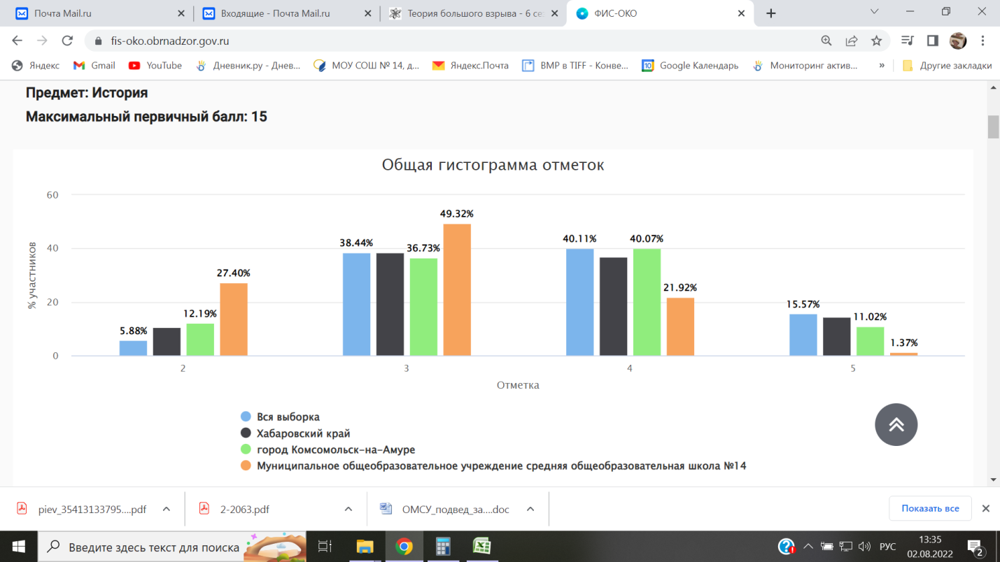 Почта Mail.ru
Входящие - Почта Mail.ru
Теория большого взрыва - 6 сез
ФИС-ОКО
fis-oko.obrnadzor.gov.ru
Яндекс
Gmail
YouTube
Дневник.ру - Днев...
МОУ СОШ № 14, д...
Яндекс.Почта
BMP в TIFF - Конве...
10
Google Календарь
Мониторинг актив...
»
Другие закладки
Предмет: История
Максимальный первичный балл: 15
Общая гистограмма отметок
% участников
60
40
20
0
5.88%
12.19%
27.40%
38.44%
36.73%
49.32%
40.11%
40.07%
21.92%
15.57%
11.02%
1.37%
2 3 4 5
Отметка
Вся выборка
Хабаровский край
город Комсомольск-на-Амуре
Муниципальное общеобразовательное учреждение средняя общеобразовательная школа №14
piev_35413133795....pdf
2-2063.pdf
ОМСУ_подвед_за....doc
Показать все
Введите здесь текст для поиска
РУС
13:35
02.08.2022
2